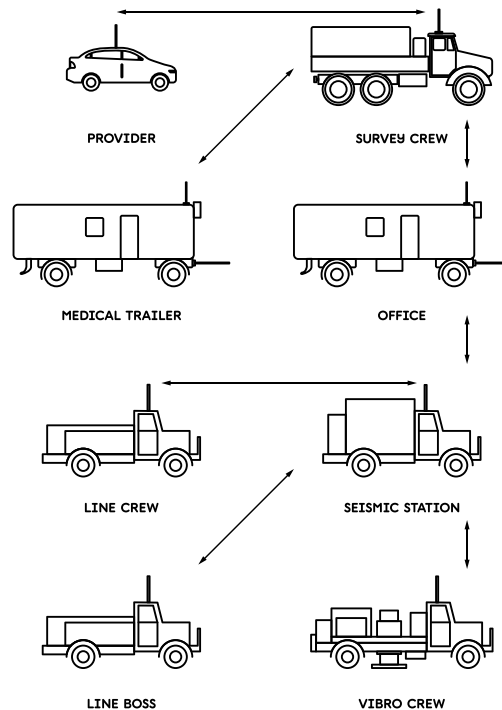 PROVIDER
SURVEY CREW
MEDICAL TRAILER
OFFICE
LINE CREW
SEISMIC STATION
LINE BOSS
VIBRO CREW